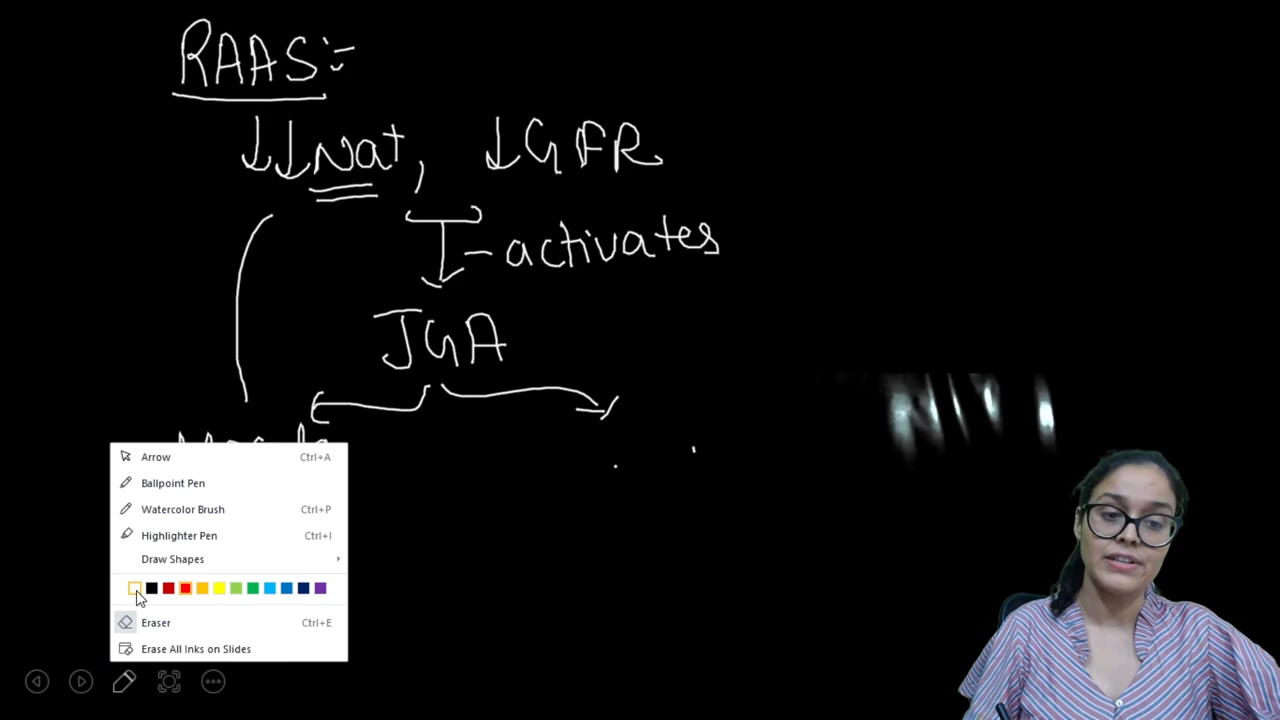 RAAS:-
↓↓Na+, ↓GFR
- activates
JGA
Arrow Ctrl+A
Ballpoint Pen
Watercolor Brush Ctrl+P
Highlighter Pen Ctrl+I
Draw Shapes
Eraser Ctrl+E
Erase All Inks on Slides